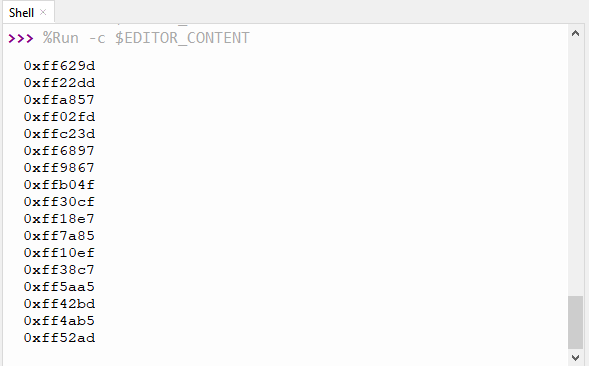 Shell
>>> %Run -c $EDITOR_CONTENT
0xff629d
0xff22dd
0xffa857
0xff02fd
0xffc23d
0xff6897
0xff9867
0xffb04f
0xff30cf
0xff18e7
0xff7a85
0xff10ef
0xff38c7
0xff5aa5
0xff42bd
0xff4ab5
0xff52ad